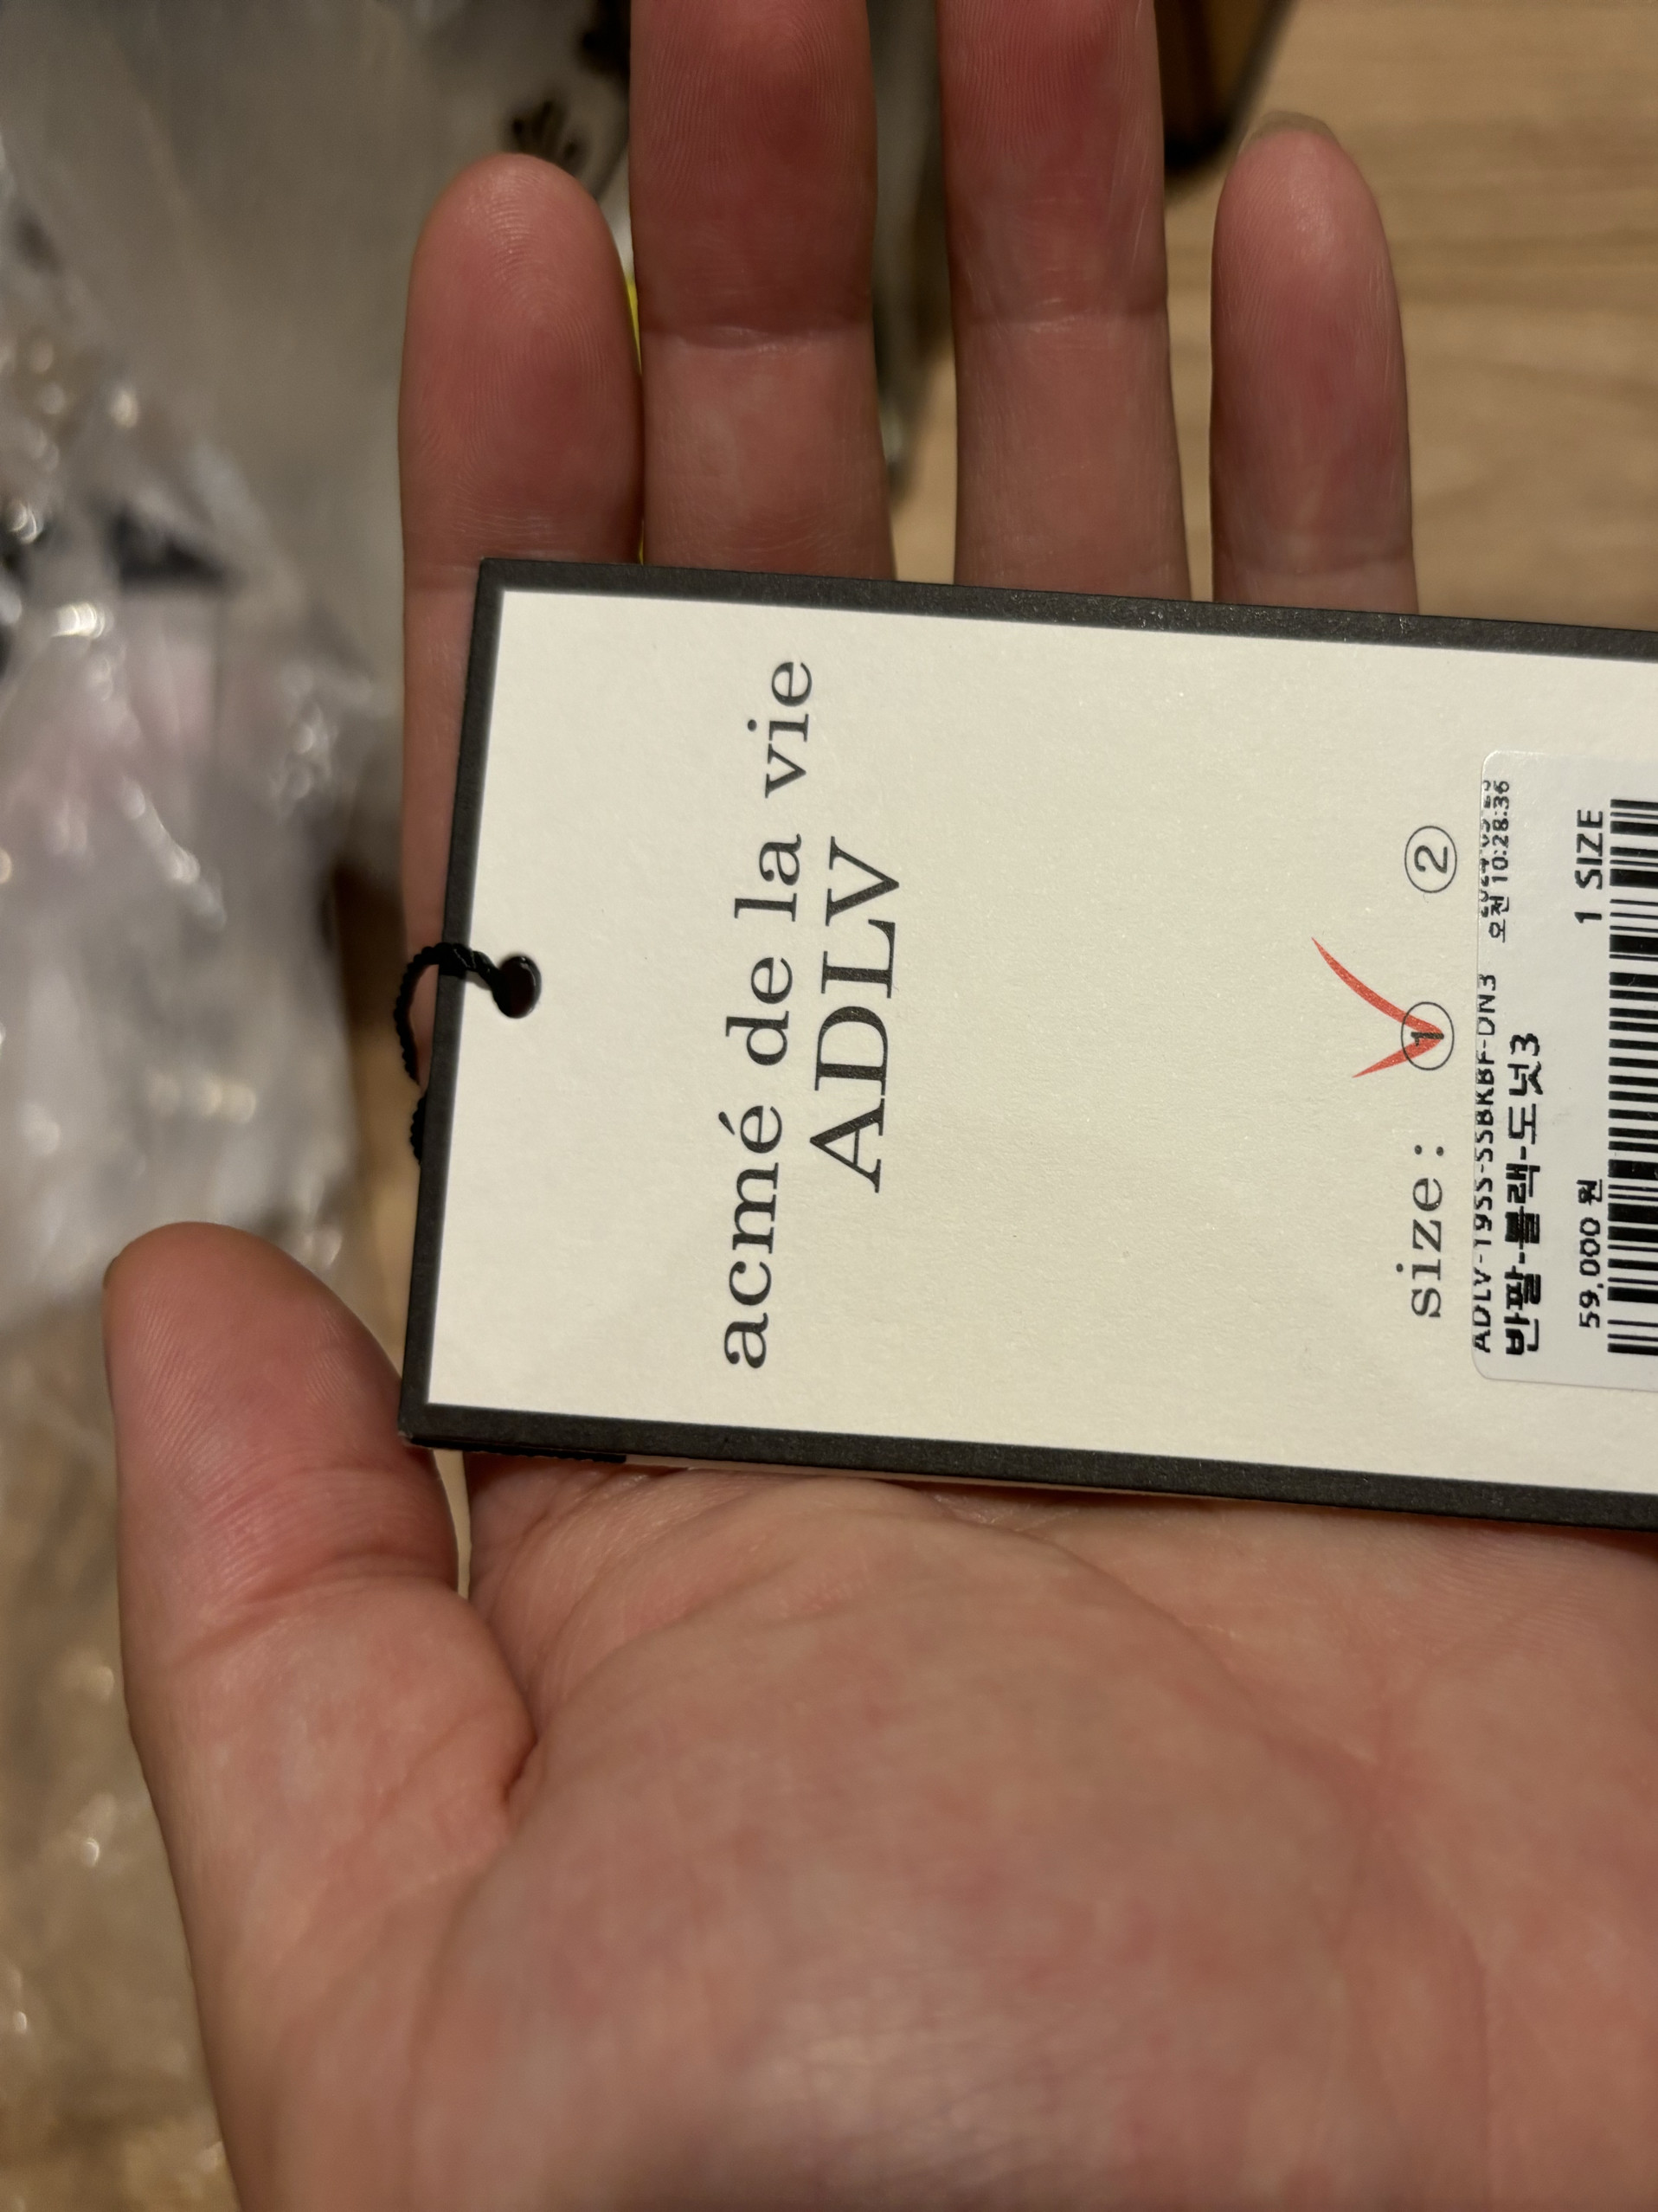 acmé de la vie
ADLV
size : ① ②
ADLV-19SS-SSBKBF-DN3
오전 10:28:36
반팔-블랙-도넛3
59,000 원 1 SIZE